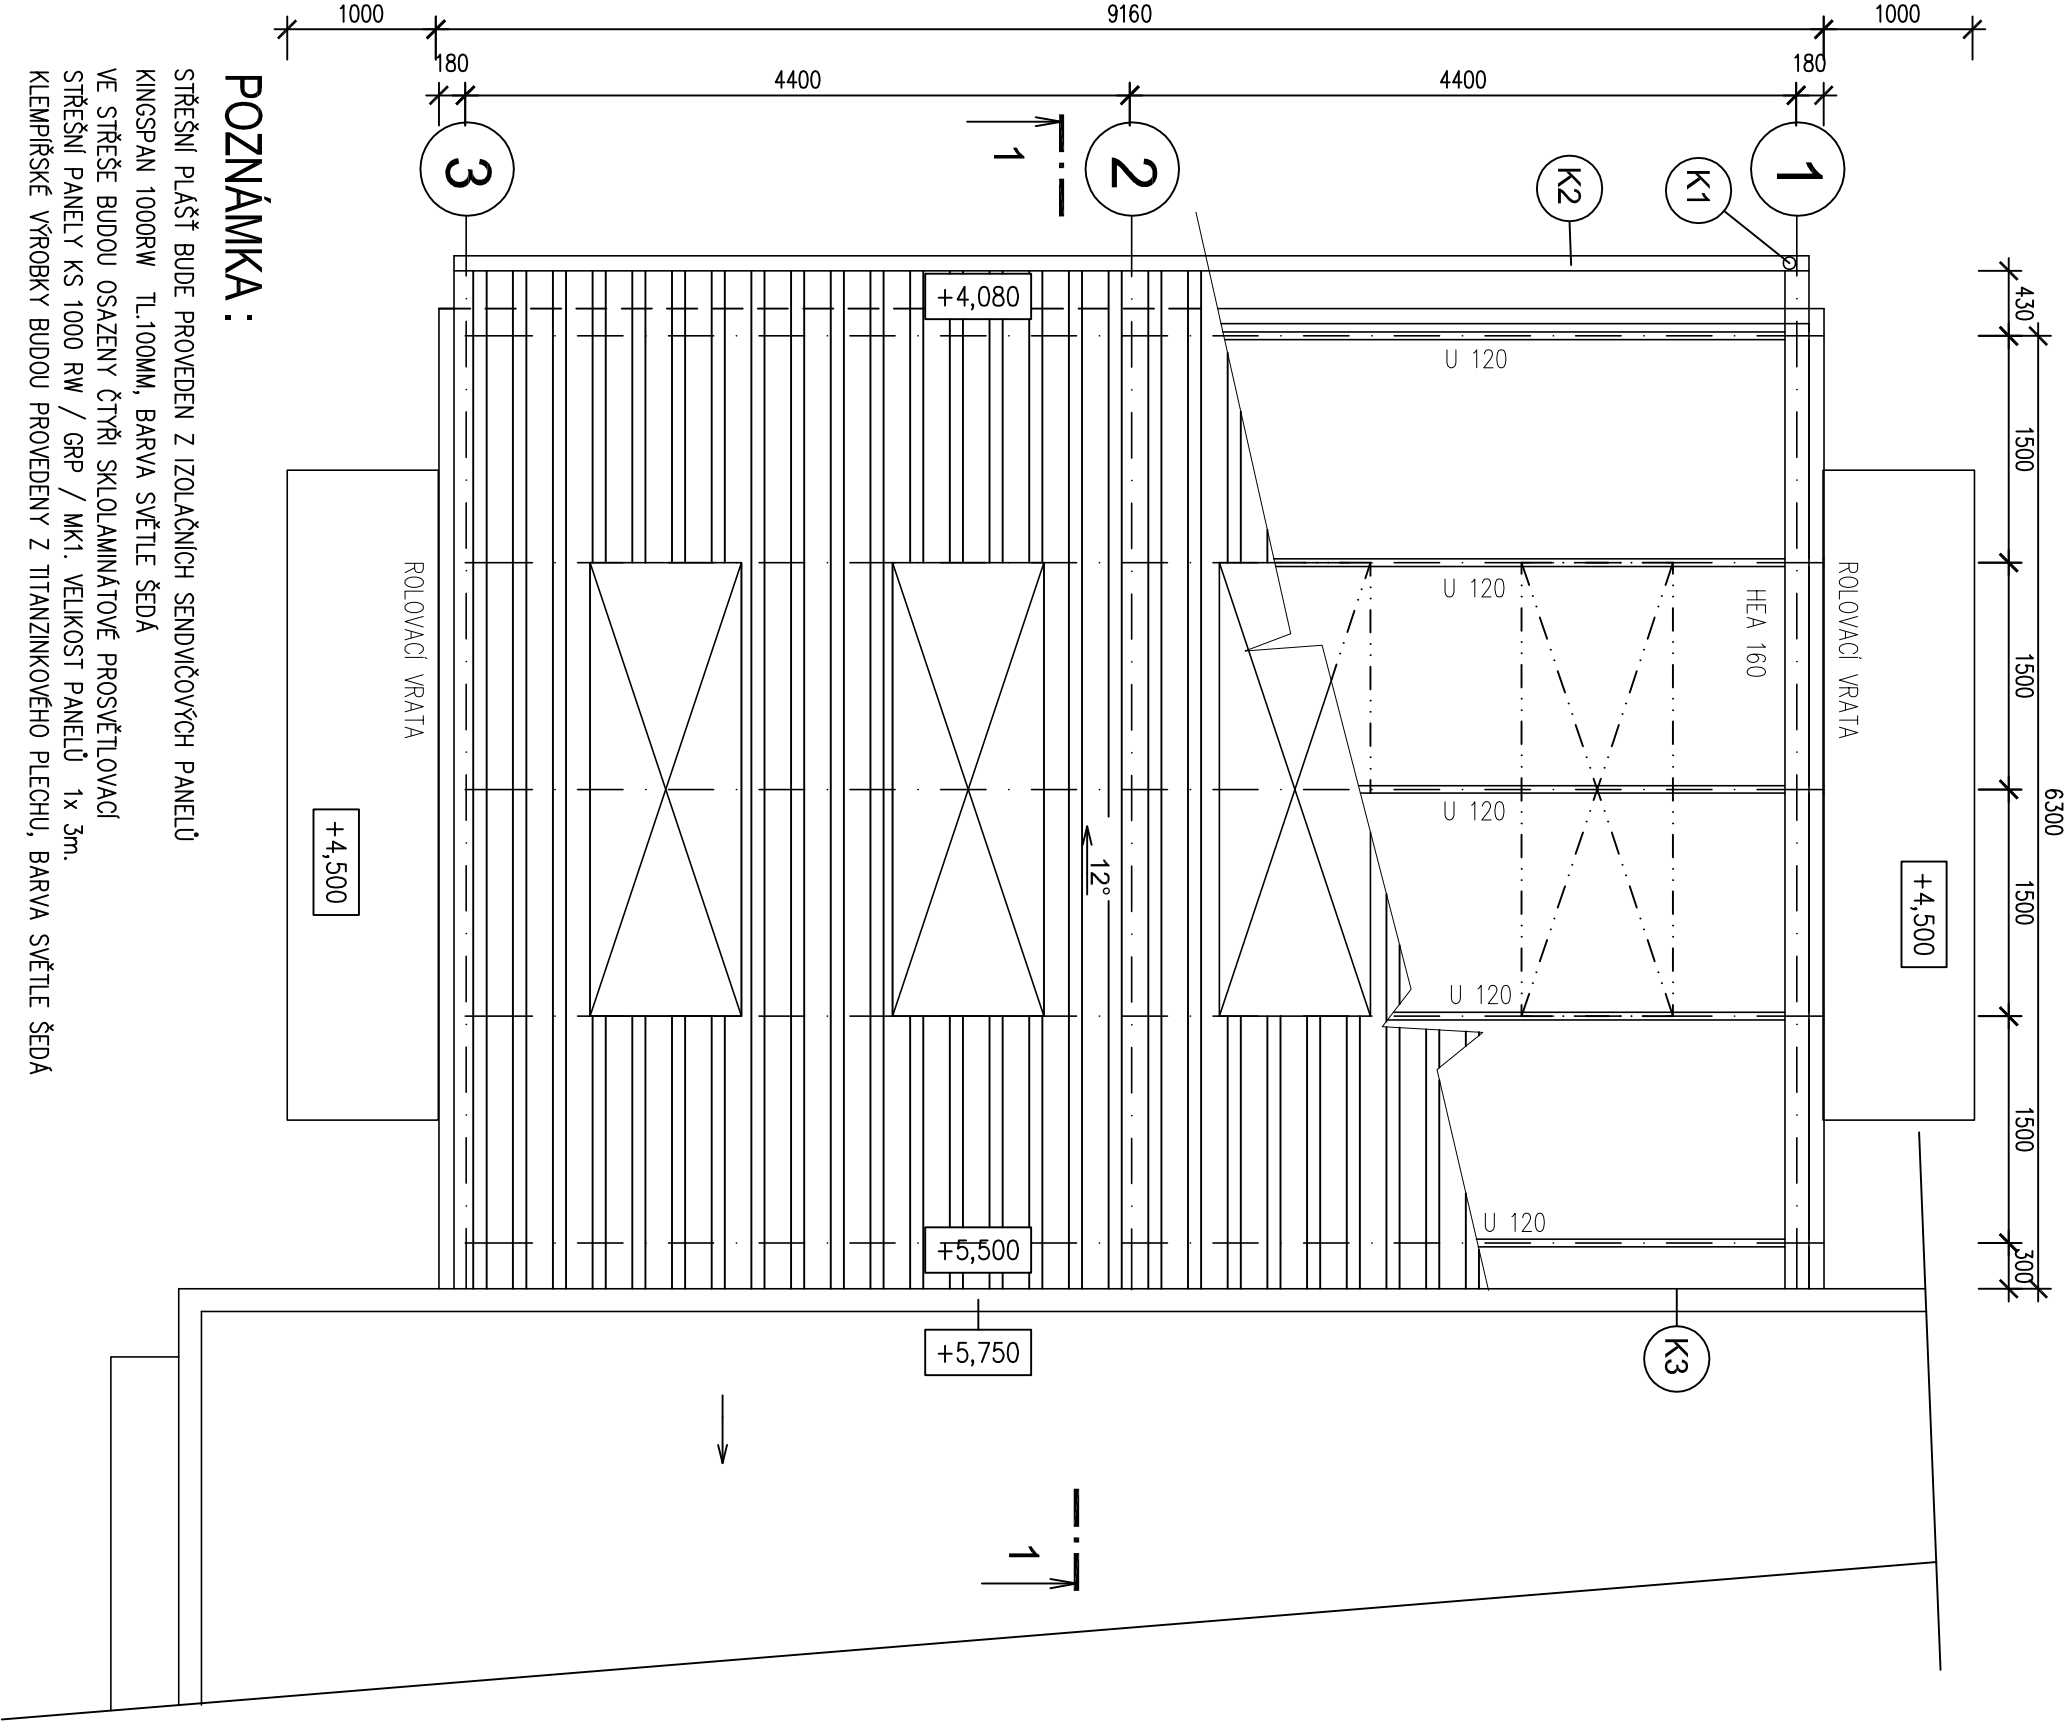 1000
9160
1000
180
4400
4400
180
3
2
1
1
K2
K1
430
1500
1500
1500
1500
300
6300
+4,080
U 120
U 120
U 120
U 120
U 120
HEA 160
ROLOVACÍ VRATA
ROLOVACÍ VRATA
+4,500
+4,500
12°
+5,500
+5,750
K3
1
POZNÁMKA :
STŘEŠNÍ PLÁŠŤ BUDE PROVEDEN Z IZOLAČNÍCH SENDVIČOVÝCH PANELŮ
KINGSPAN 1000RW TL.100MM, BARVA SVĚTLE ŠEDÁ
VE STŘEŠE BUDOU OSAZENY ČTYŘI SKLOLAMINÁTOVÉ PROSVĚTLOVACÍ
STŘEŠNÍ PANELY KS 1000 RW / GRP / MK1. VELIKOST PANELŮ 1x 3m.
KLEMPÍŘSKÉ VÝROBKY BUDOU PROVEDENY Z TITANZINKOVÉHO PLECHU, BARVA SVĚTLE ŠEDÁ